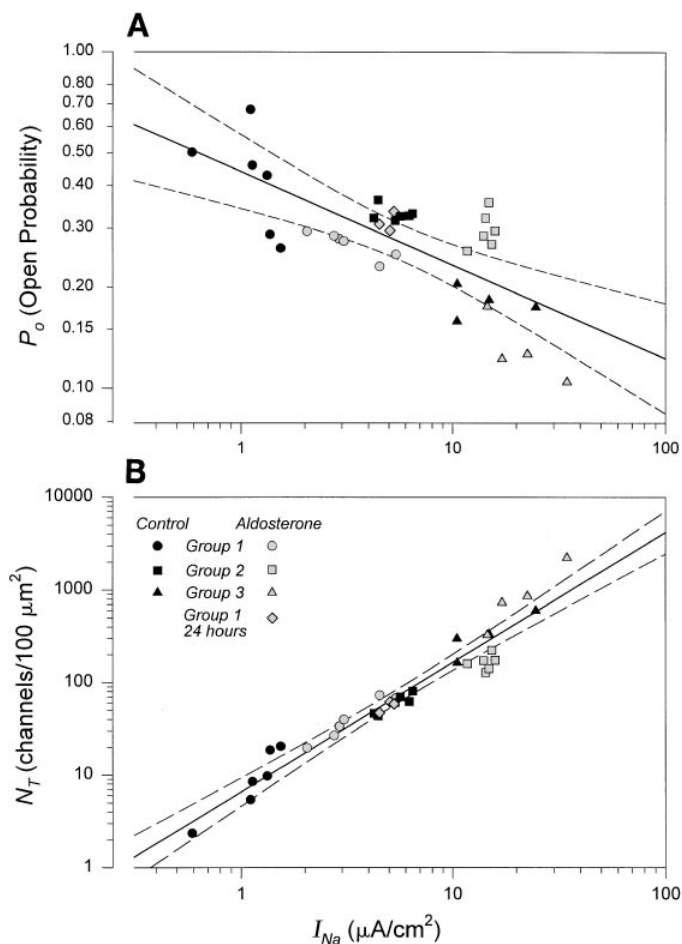 A
1.00
0.80
0.70
0.60
0.50
0.40
0.30
0.20
0.15
0.10
0.08
P_o (Open Probability)
1
10
100
B
10000
1000
100
10
1
N_T (channels/100 μm²)
Control Aldosterone
Group 1
Group 2
Group 3
Group 1
24 hours
1
10
100
I_Na (μA/cm²)